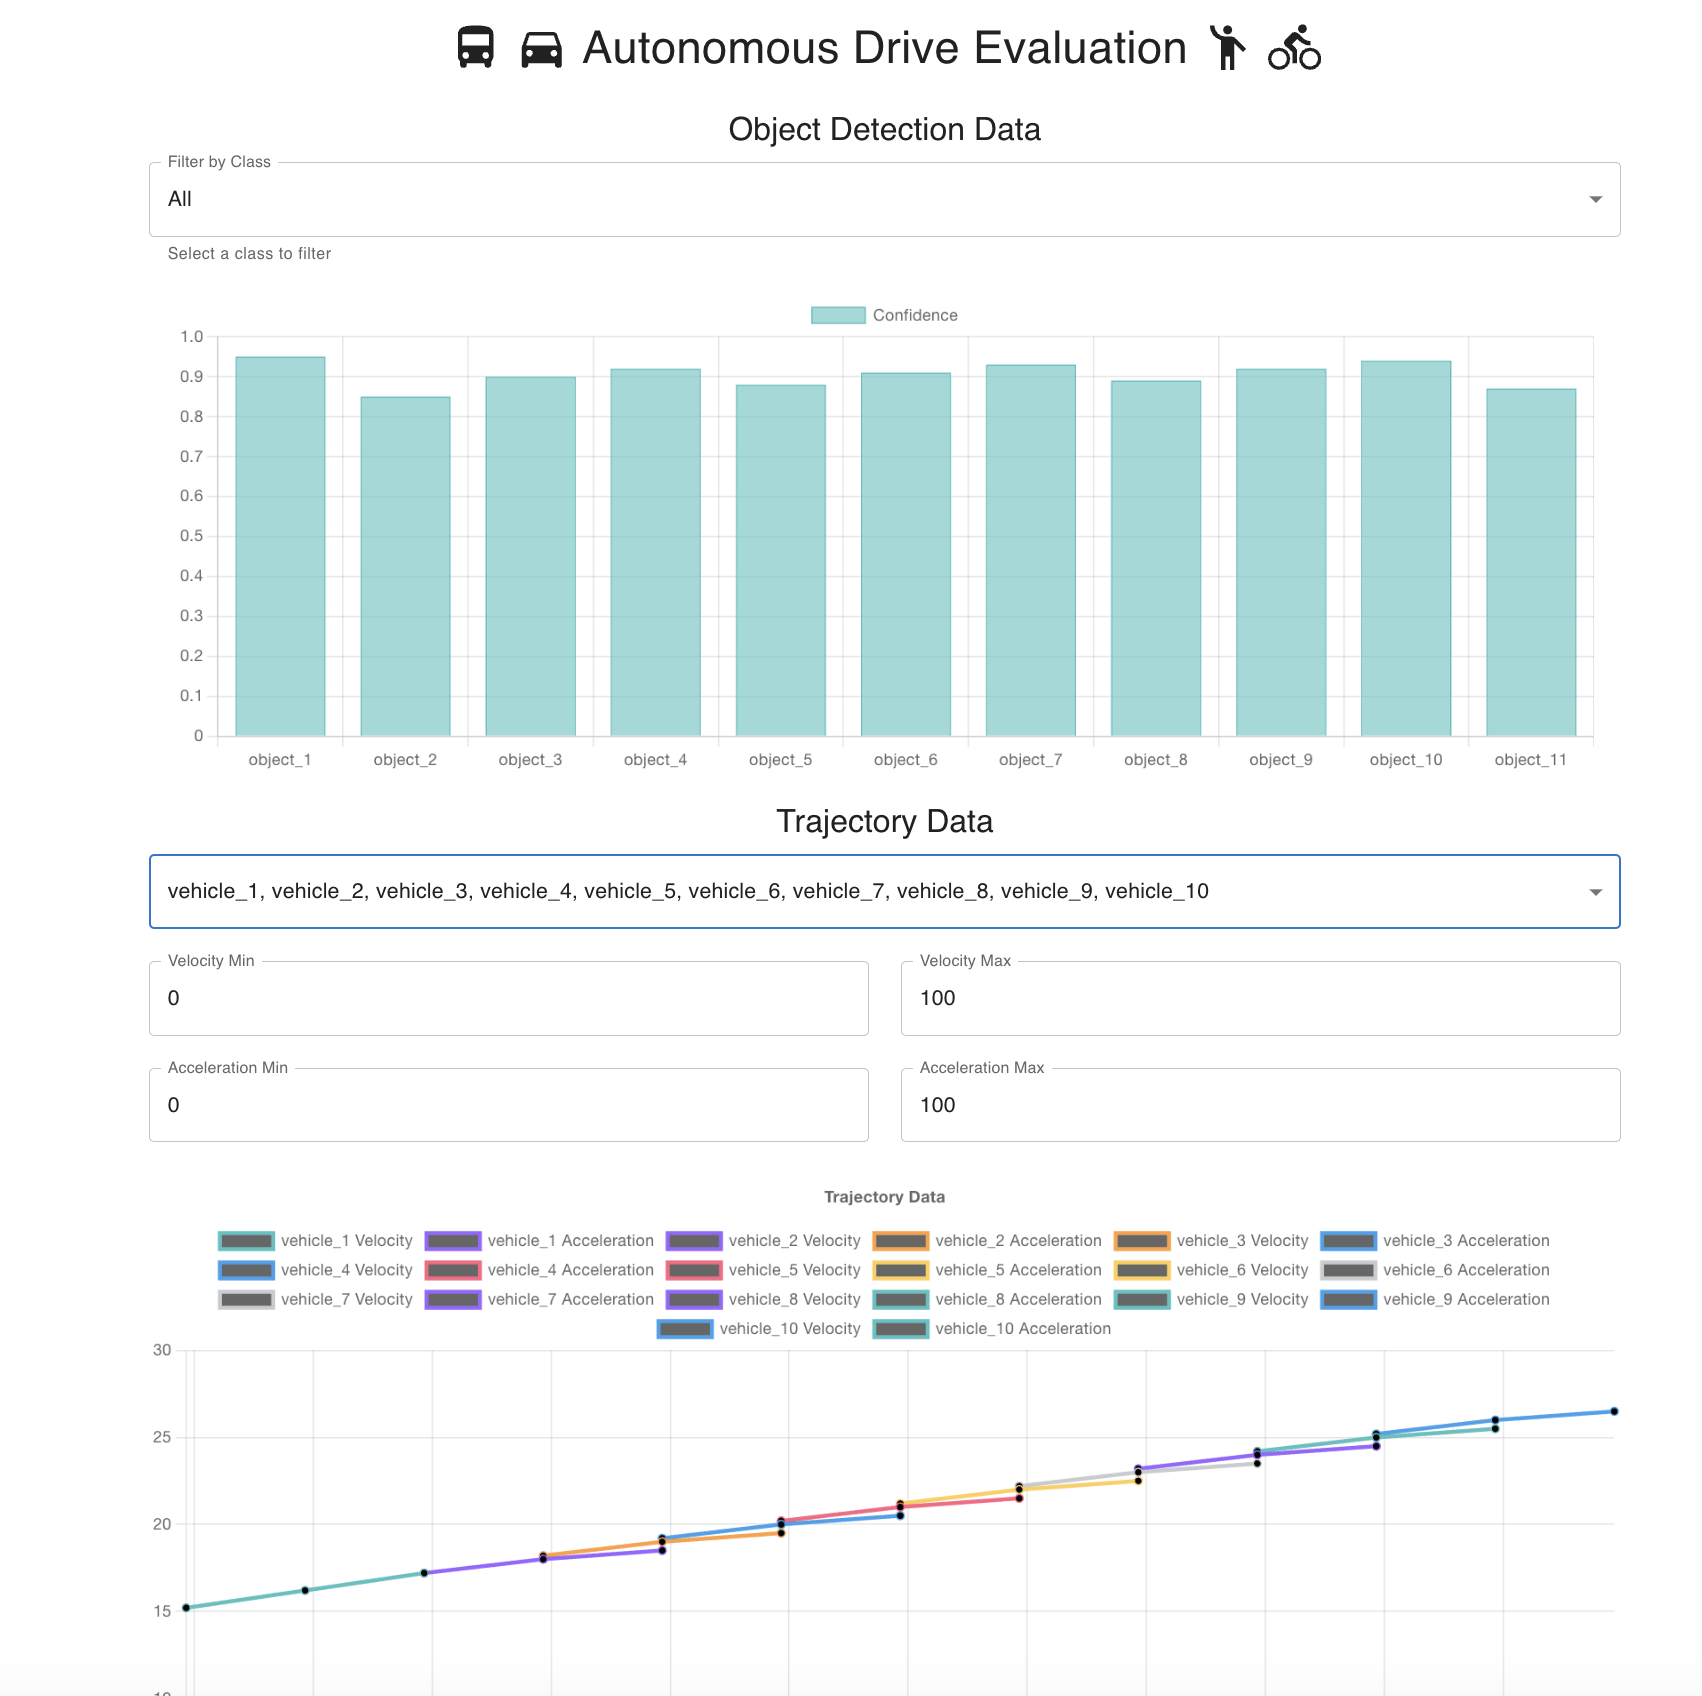 Autonomous Drive Evaluation
Object Detection Data
Filter by Class
All
Select a class to filter
Confidence
1.0
0.9
0.8
0.7
0.6
0.5
0.4
0.3
0.2
0.1
0
object_1 object_2 object_3 object_4 object_5 object_6 object_7 object_8 object_9 object_10 object_11
Trajectory Data
vehicle_1, vehicle_2, vehicle_3, vehicle_4, vehicle_5, vehicle_6, vehicle_7, vehicle_8, vehicle_9, vehicle_10
Velocity Min Velocity Max
0 100
Acceleration Min Acceleration Max
0 100
Trajectory Data
vehicle_1 Velocity vehicle_1 Acceleration vehicle_2 Velocity vehicle_2 Acceleration vehicle_3 Velocity vehicle_3 Acceleration
vehicle_4 Velocity vehicle_4 Acceleration vehicle_5 Velocity vehicle_5 Acceleration vehicle_6 Velocity vehicle_6 Acceleration
vehicle_7 Velocity vehicle_7 Acceleration vehicle_8 Velocity vehicle_8 Acceleration vehicle_9 Velocity vehicle_9 Acceleration
vehicle_10 Velocity vehicle_10 Acceleration
30
25
20
15